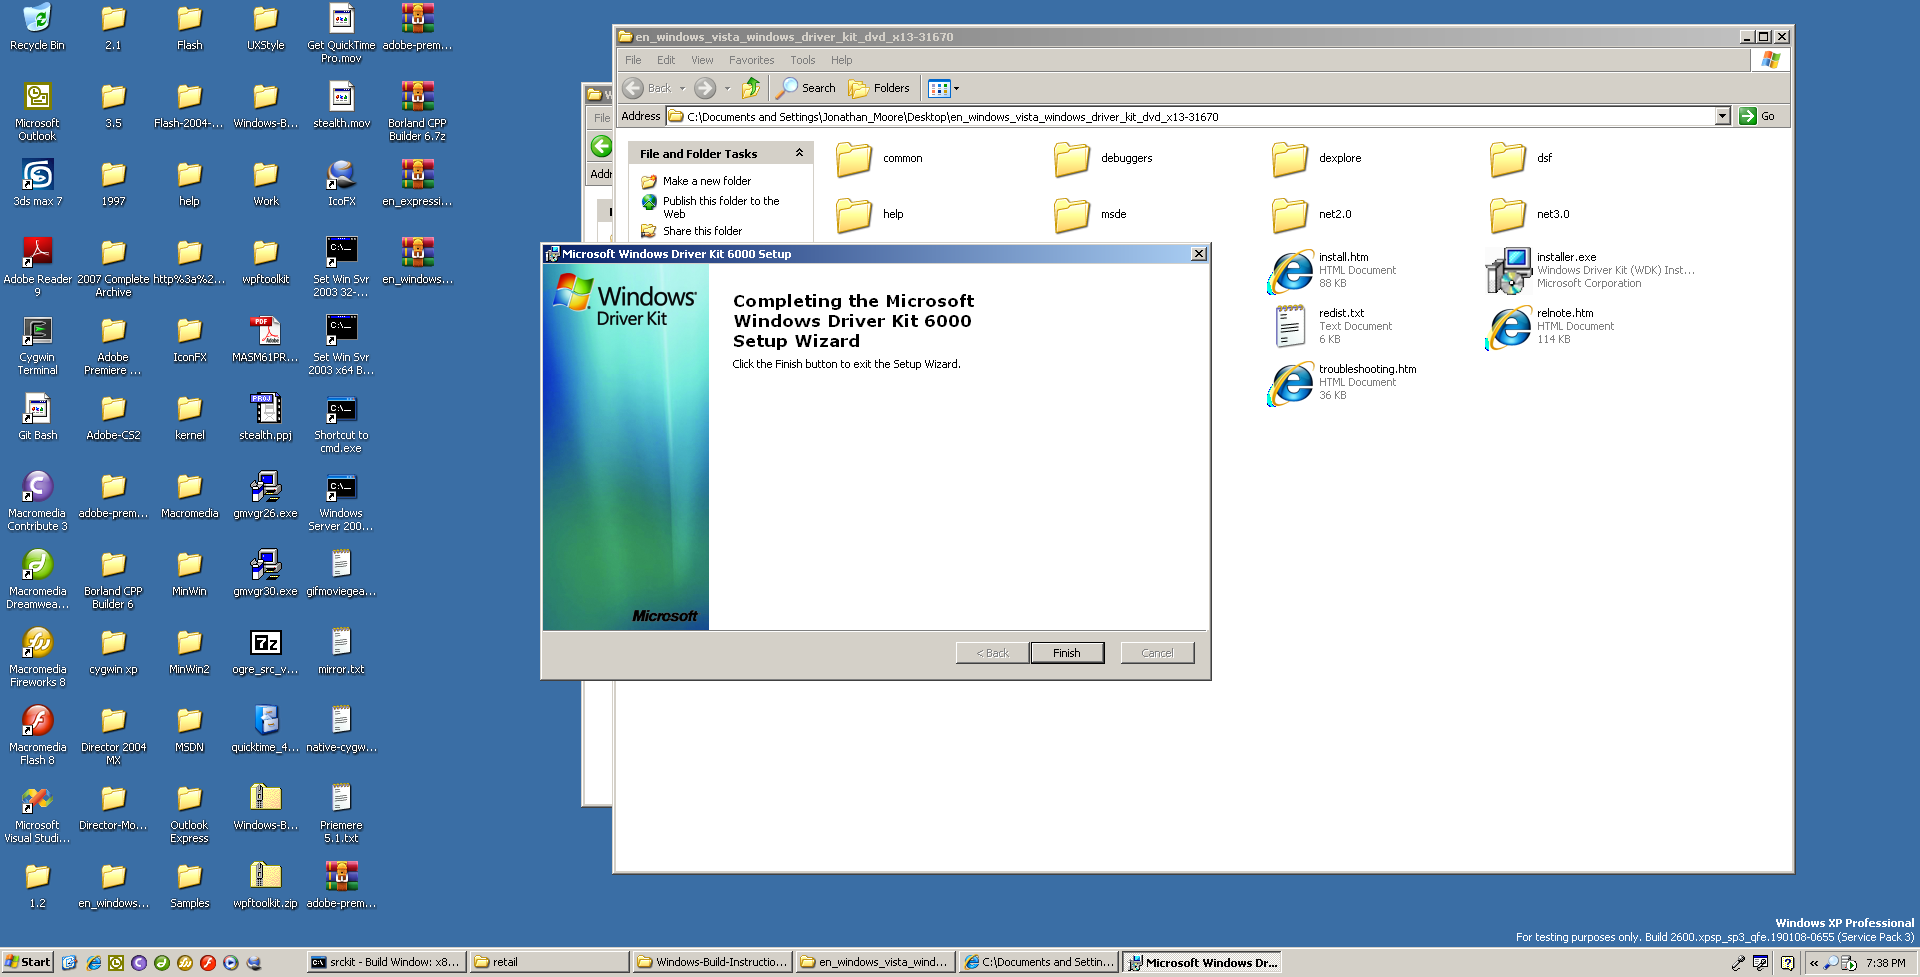 Recycle Bin
2.1
Flash
UXStyle
Get QuickTime
Pro.mov
adobe-prem...
Microsoft
Outlook
3.5
Flash-2004-...
Windows-B...
stealth.mov
Borland CPP
Builder 6.7z
3ds max 7
1997
help
Work
IcoFX
en_expressi...
Adobe Reader
9
2007 Complete
Archive
http%3a%2...
wpftoolkit
Set Win Svr
2003 32-...
en_windows...
Cygwin
Terminal
Adobe
Premiere ...
IconFX
MASM61PR...
Set Win Svr
2003 x64 B...
Git Bash
Adobe-CS2
kernel
stealth.ppj
Shortcut to
cmd.exe
Macromedia
Contribute 3
adobe-prem...
Macromedia
gmvgr26.exe
Windows
Server 200...
Macromedia
Dreamwea...
Borland CPP
Builder 6
MinWin
gmvgr30.exe
gifmoviegea...
Macromedia
Fireworks 8
cygwin xp
MinWin2
ogre_src_v...
mirror.txt
Macromedia
Flash 8
Director 2004
MX
MSDN
quicktime_4...
native-cygw...
Microsoft
Visual Studi...
Director-Mo...
Outlook
Express
Windows-B...
Priemere
5.1.txt
1.2
en_windows...
Samples
wpftoolkit.zip
adobe-prem...
en_windows_vista_windows_driver_kit_dvd_x13-31670
File Edit View Favorites Tools Help
Back Search Folders
Address C:\Documents and Settings\Jonathan_Moore\Desktop\en_windows_vista_windows_driver_kit_dvd_x13-31670 Go
File
Addr
File and Folder Tasks
Make a new folder
Publish this folder to the
Web
Share this folder
common
debuggers
dexplore
dsf
help
msde
net2.0
net3.0
install.htm
HTML Document
88 KB
installer.exe
Windows Driver Kit (WDK) Inst...
Microsoft Corporation
redist.txt
Text Document
6 KB
relnote.htm
HTML Document
114 KB
troubleshooting.htm
HTML Document
36 KB
Microsoft Windows Driver Kit 6000 Setup
Windows
Driver Kit
Microsoft
Completing the Microsoft
Windows Driver Kit 6000
Setup Wizard
Click the Finish button to exit the Setup Wizard.
< Back Finish Cancel
Windows XP Professional
For testing purposes only. Build 2600.xpsp_sp3_qfe.190108-0655 (Service Pack 3)
Start
srckit - Build Window: x8...
retail
Windows-Build-Instructio...
en_windows_vista_wind...
C:\Documents and Settin...
Microsoft Windows Dr...
7:38 PM